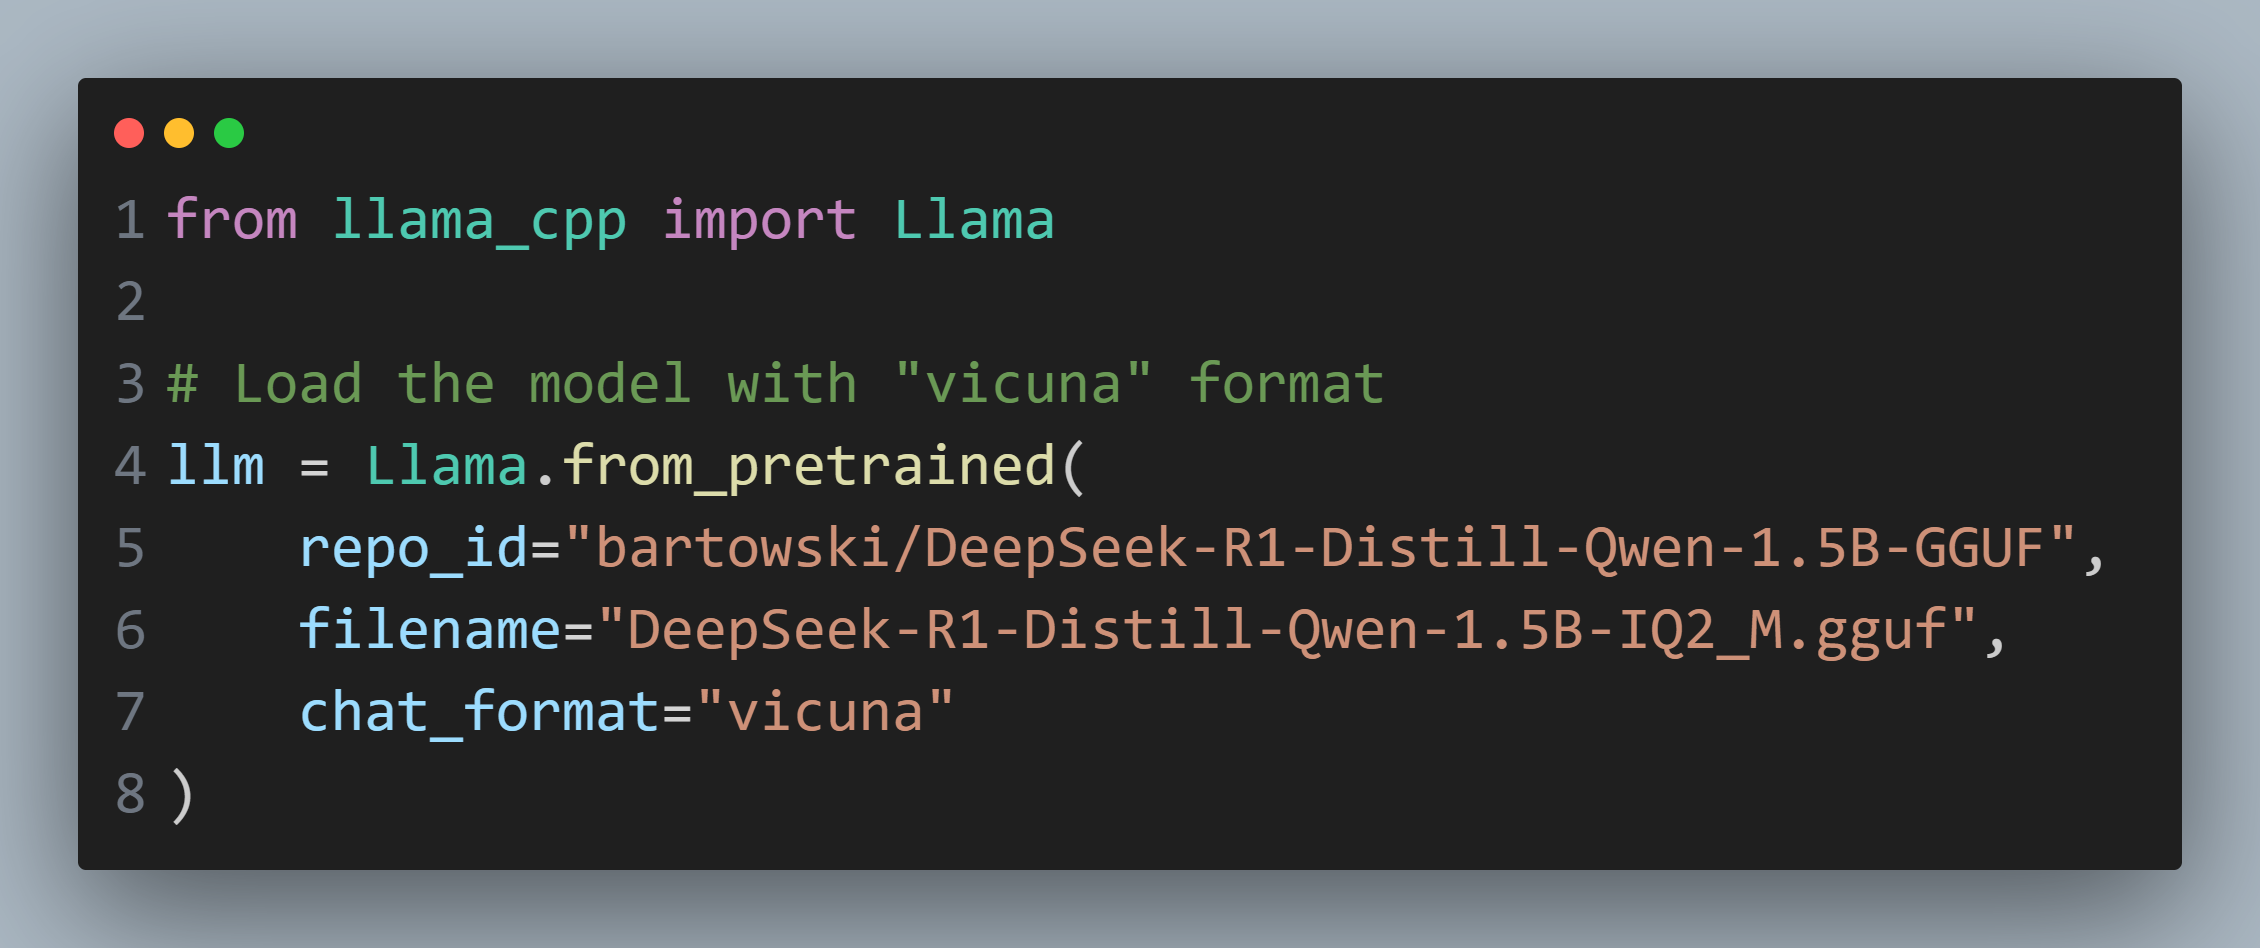 1 from llama_cpp import Llama
2
3 # Load the model with "vicuna" format
4 llm = Llama.from_pretrained(
5     repo_id="bartowski/DeepSeek-R1-Distill-Qwen-1.5B-GGUF",
6     filename="DeepSeek-R1-Distill-Qwen-1.5B-IQ2_M.gguf",
7     chat_format="vicuna"
8 )